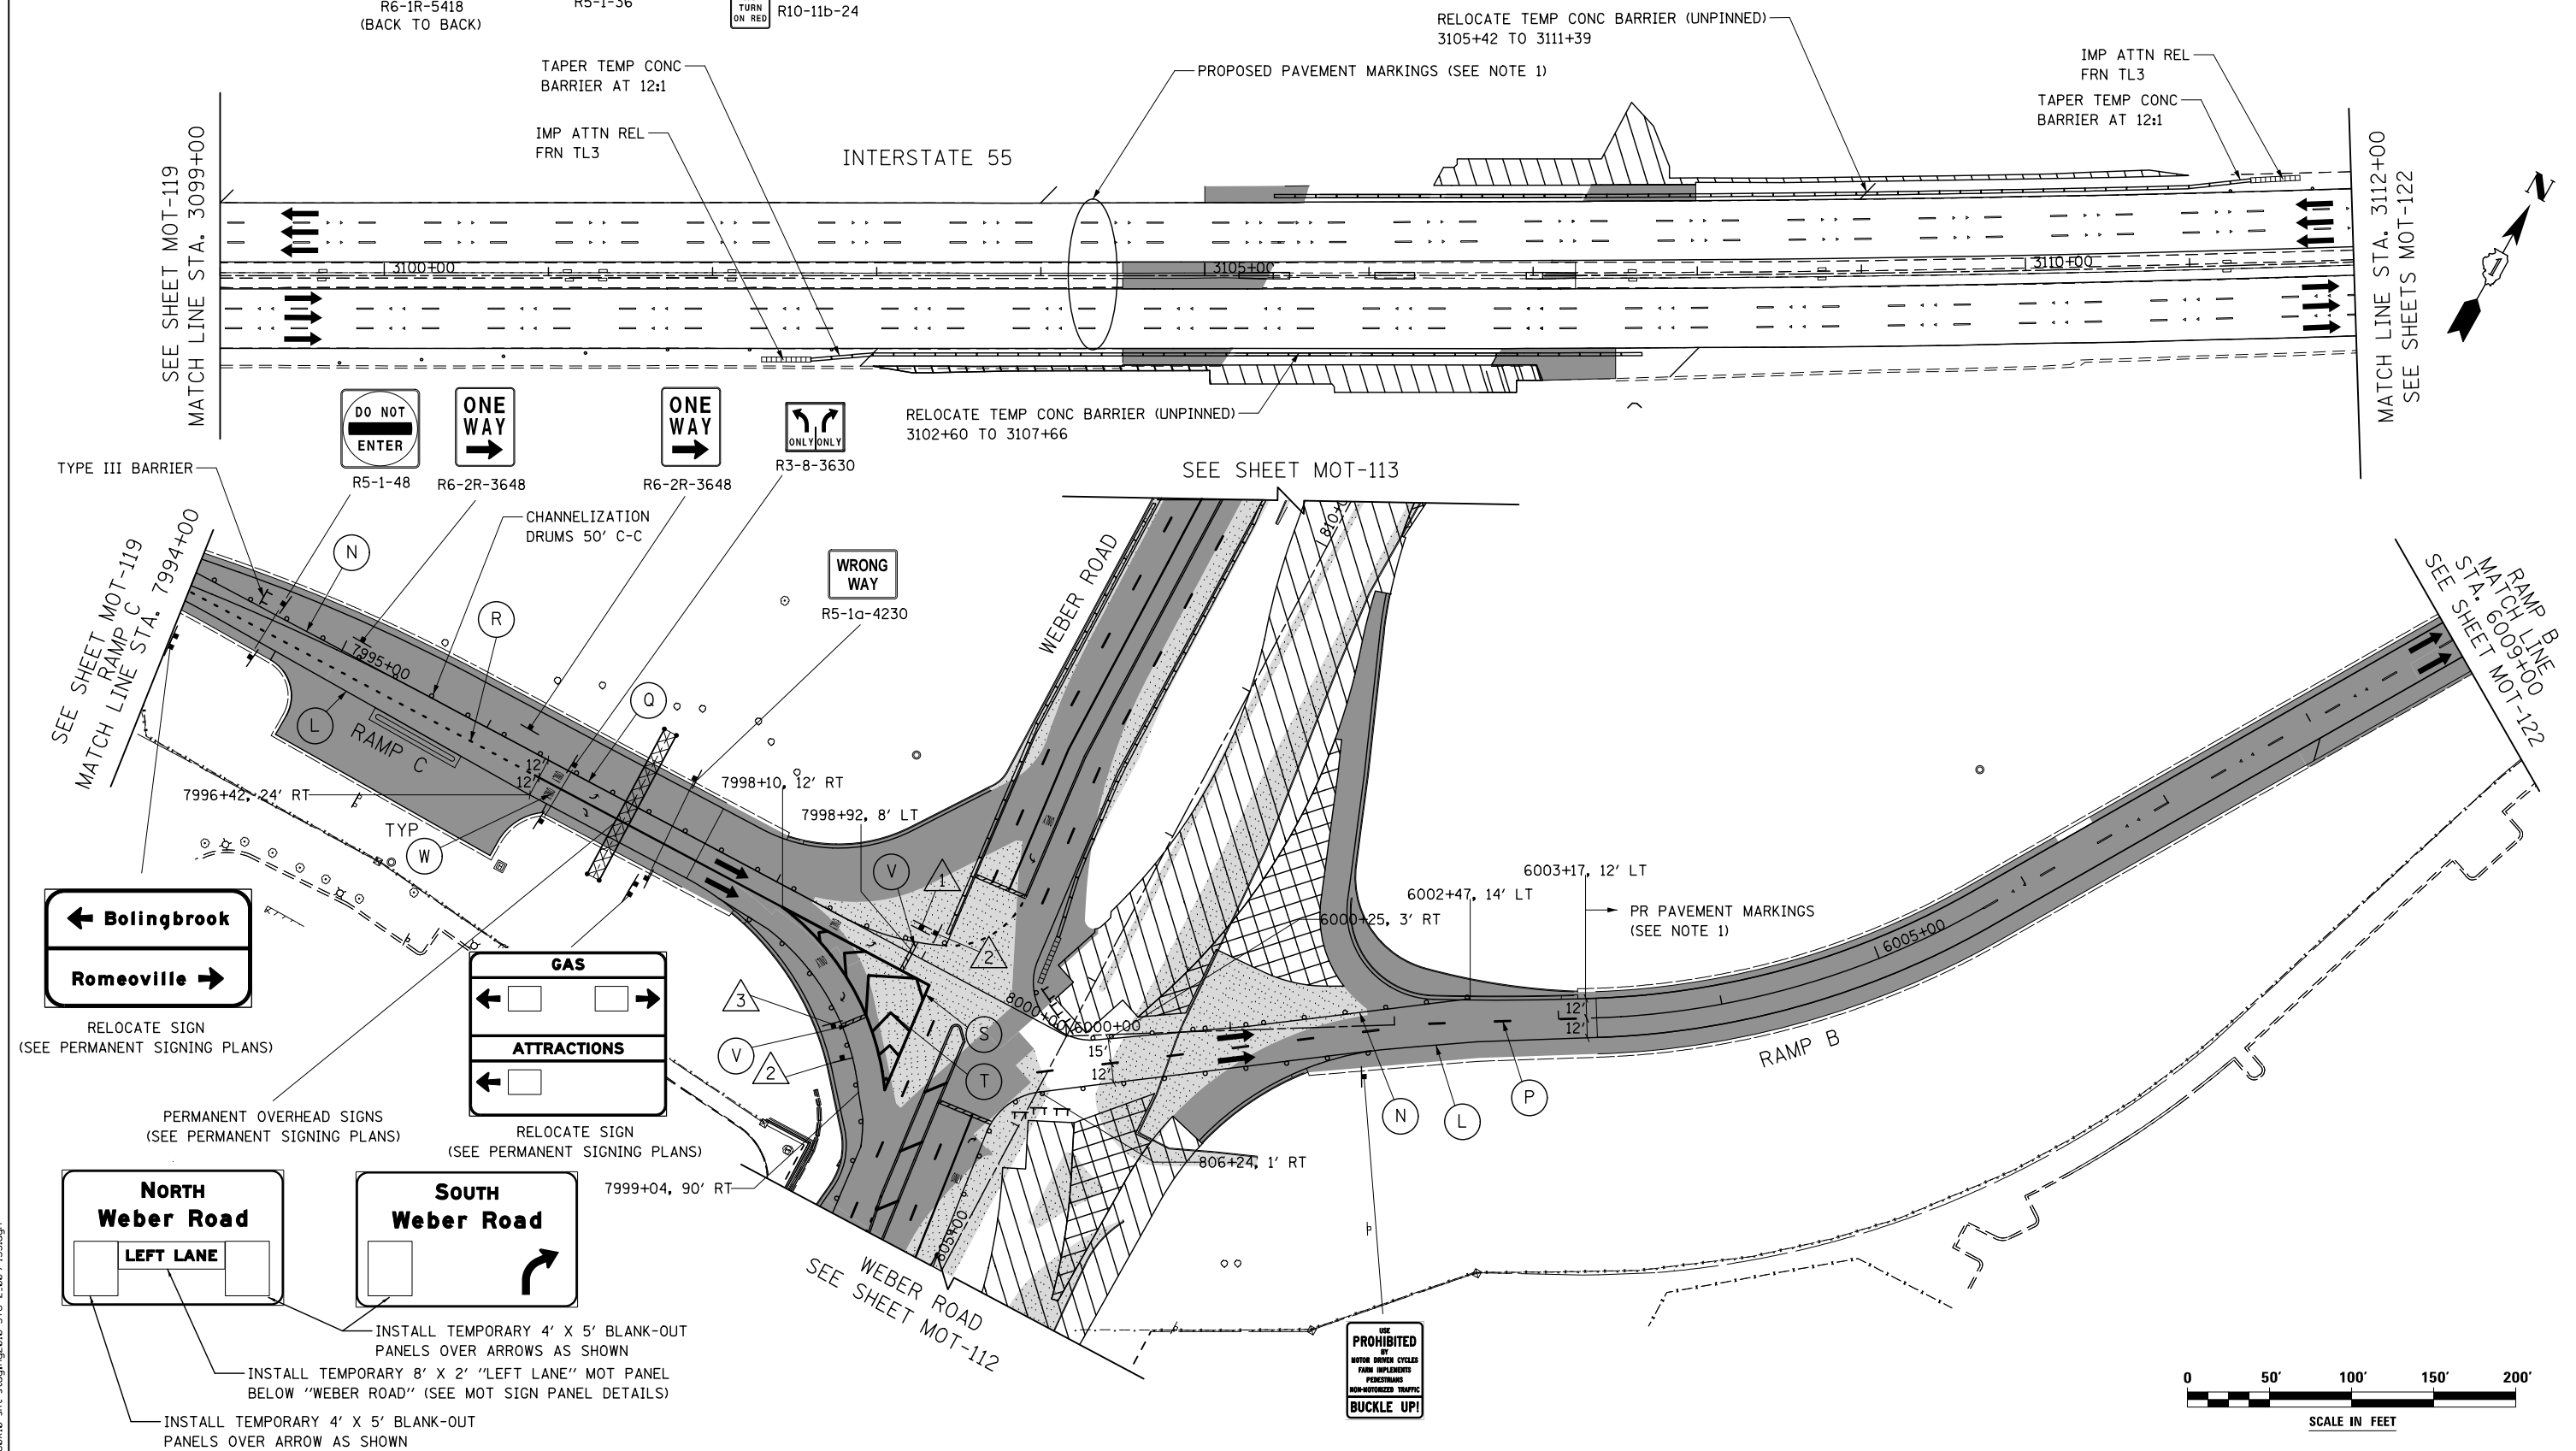 R6-1R-5418
(BACK TO BACK)
R5-1-36
TURN
ON RED
R10-11b-24
RELOCATE TEMP CONC BARRIER (UNPINNED)
3105+42 TO 3111+39
IMP ATTN REL
FRN TL3
TAPER TEMP CONC
BARRIER AT 12:1
TAPER TEMP CONC
BARRIER AT 12:1
PROPOSED PAVEMENT MARKINGS (SEE NOTE 1)
IMP ATTN REL
FRN TL3
INTERSTATE 55
SEE SHEET MOT-119
MATCH LINE STA. 3099+00
3100+00
3105+00
3110+00
MATCH LINE STA. 3112+00
SEE SHEETS MOT-122
N
1
RELOCATE TEMP CONC BARRIER (UNPINNED)
3102+60 TO 3107+66
DO NOT
ENTER
R5-1-48
ONE
WAY
R6-2R-3648
ONE
WAY
R6-2R-3648
ONLY ONLY
R3-8-3630
TYPE III BARRIER
CHANNELIZATION
DRUMS 50' C-C
SEE SHEET MOT-113
WRONG
WAY
R5-1a-4230
WEBER ROAD
810+0
SEE SHEET MOT-119
RAMP C
MATCH LINE STA. 7994+00
N
R
Q
L
7995+00
RAMP C
12'
12'
7996+42, 24' RT
TYP
W
7998+10, 12' RT
7998+92, 8' LT
V
1
2
ONLY
ONLY
RAMP B
MATCH LINE
STA. 6009+00
SEE SHEET MOT-122
6003+17, 12' LT
6002+47, 14' LT
6000+25, 3' RT
PR PAVEMENT MARKINGS
(SEE NOTE 1)
6005+00
RAMP B
12'
12'
8000+00
6000+00
15'
12'
S
T
3
V
2
N
L
P
806+24, 1' RT
7999+04, 90' RT
805+00
WEBER ROAD
SEE SHEET MOT-112
Bolingbrook
Romeoville
RELOCATE SIGN
(SEE PERMANENT SIGNING PLANS)
GAS
ATTRACTIONS
RELOCATE SIGN
(SEE PERMANENT SIGNING PLANS)
PERMANENT OVERHEAD SIGNS
(SEE PERMANENT SIGNING PLANS)
NORTH
Weber Road
LEFT LANE
SOUTH
Weber Road
INSTALL TEMPORARY 4' X 5' BLANK-OUT
PANELS OVER ARROWS AS SHOWN
INSTALL TEMPORARY 8' X 2' "LEFT LANE" MOT PANEL
BELOW "WEBER ROAD" (SEE MOT SIGN PANEL DETAILS)
INSTALL TEMPORARY 4' X 5' BLANK-OUT
PANELS OVER ARROW AS SHOWN
USE
PROHIBITED
BY
MOTOR DRIVEN CYCLES
FARM IMPLEMENTS
PEDESTRIANS
NON-MOTORIZED TRAFFIC
BUCKLE UP!
0 50' 100' 150' 200'
SCALE IN FEET